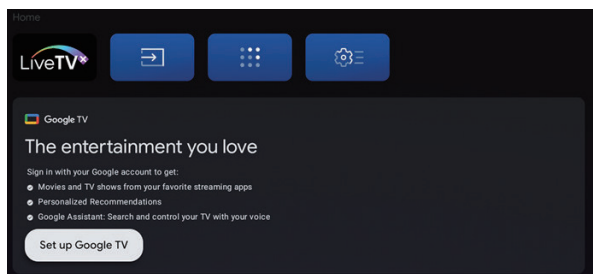 Home
LiveTVx
Google TV
The entertainment you love
Sign in with your Google account to get:
Movies and TV shows from your favorite streaming apps
Personalized Recommendations
Google Assistant: Search and control your TV with your voice
Set up Google TV